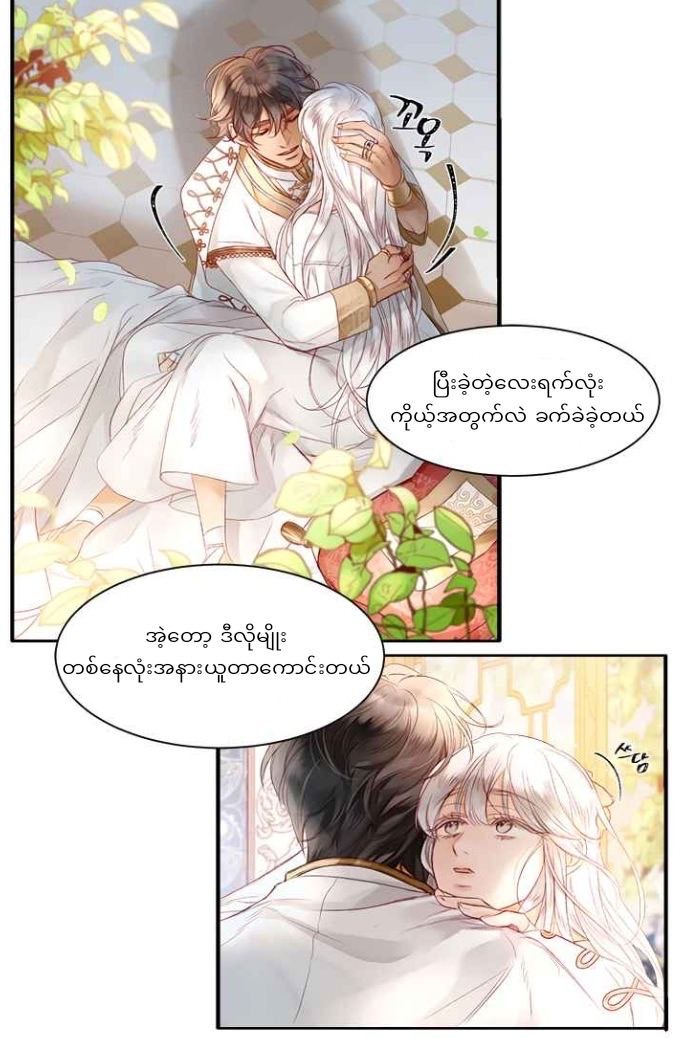 꼬옥
ပြီးခဲ့တဲ့လေးရက်လုံး
ကိုယ့်အတွက်လဲ ခက်ခဲခဲ့တယ်
အဲ့တော့ ဒီလိုမျိုး
တစ်နေ့လုံးအနားယူတာကောင်းတယ်
쓰담